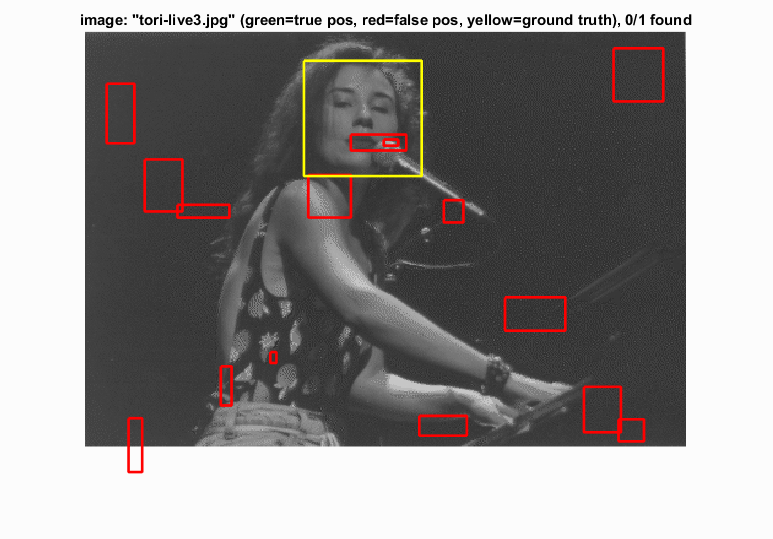 image: "tori-live3.jpg" (green=true pos, red=false pos, yellow=ground truth), 0/1 found